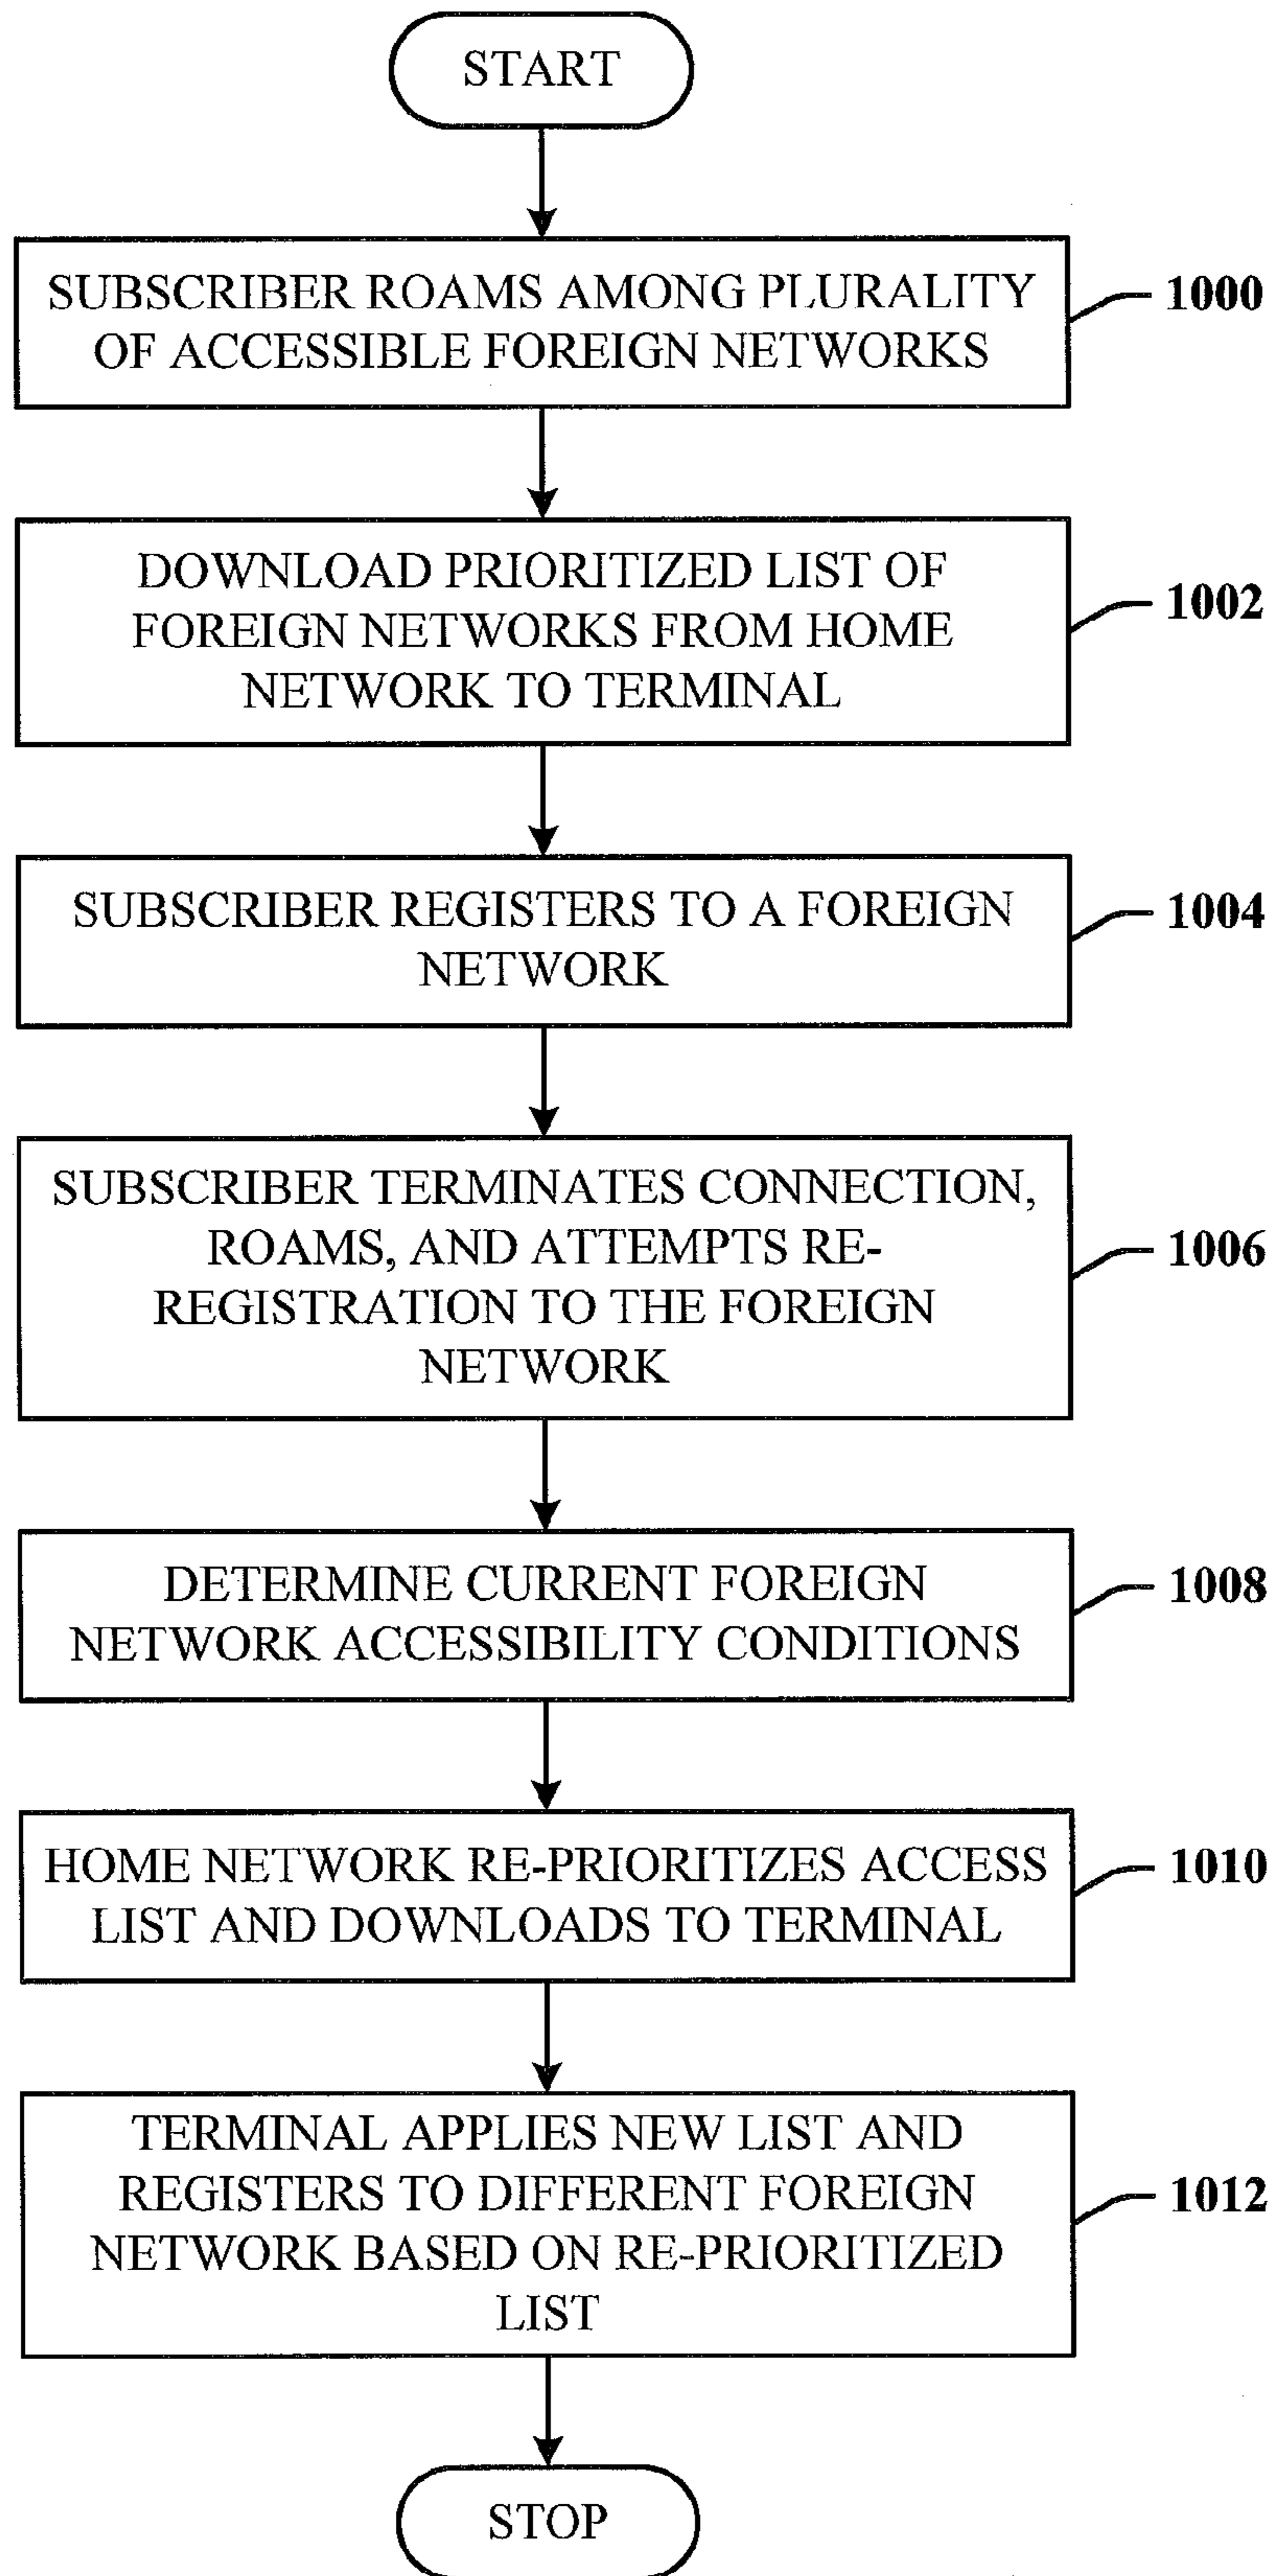 START
SUBSCRIBER ROAMS AMONG PLURALITY
OF ACCESSIBLE FOREIGN NETWORKS
1000
DOWNLOAD PRIORITIZED LIST OF
FOREIGN NETWORKS FROM HOME
NETWORK TO TERMINAL
1002
SUBSCRIBER REGISTERS TO A FOREIGN
NETWORK
1004
SUBSCRIBER TERMINATES CONNECTION,
ROAMS, AND ATTEMPTS RE-
REGISTRATION TO THE FOREIGN
NETWORK
1006
DETERMINE CURRENT FOREIGN
NETWORK ACCESSIBILITY CONDITIONS
1008
HOME NETWORK RE-PRIORITIZES ACCESS
LIST AND DOWNLOADS TO TERMINAL
1010
TERMINAL APPLIES NEW LIST AND
REGISTERS TO DIFFERENT FOREIGN
NETWORK BASED ON RE-PRIORITIZED
LIST
1012
STOP